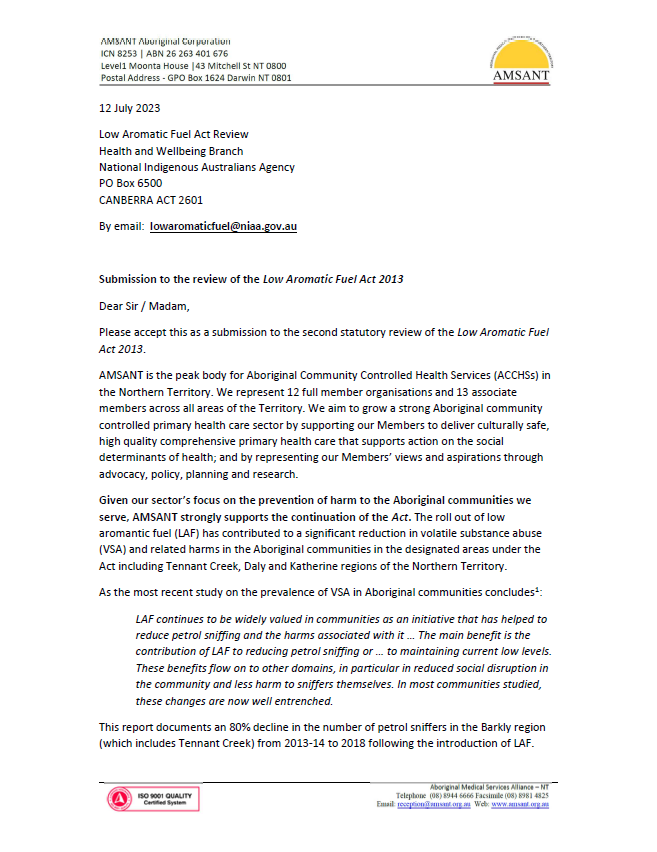 AMSANT Aboriginal Corporation
ICN 8253 | ABN 26 263 401 676
Level1 Moonta House |43 Mitchell St NT 0800
Postal Address - GPO Box 1624 Darwin NT 0801
AMSANT
12 July 2023
Low Aromatic Fuel Act Review
Health and Wellbeing Branch
National Indigenous Australians Agency
PO Box 6500
CANBERRA ACT 2601
By email: lowaromaticfuel@niaa.gov.au
Submission to the review of the Low Aromatic Fuel Act 2013
Dear Sir / Madam,
Please accept this as a submission to the second statutory review of the Low Aromatic Fuel
Act 2013.
AMSANT is the peak body for Aboriginal Community Controlled Health Services (ACCHSs) in
the Northern Territory. We represent 12 full member organisations and 13 associate
members across all areas of the Territory. We aim to grow a strong Aboriginal community
controlled primary health care sector by supporting our Members to deliver culturally safe,
high quality comprehensive primary health care that supports action on the social
determinants of health; and by representing our Members’ views and aspirations through
advocacy, policy, planning and research.
Given our sector’s focus on the prevention of harm to the Aboriginal communities we
serve, AMSANT strongly supports the continuation of the Act. The roll out of low
aromantic fuel (LAF) has contributed to a significant reduction in volatile substance abuse
(VSA) and related harms in the Aboriginal communities in the designated areas under the
Act including Tennant Creek, Daly and Katherine regions of the Northern Territory.
As the most recent study on the prevalence of VSA in Aboriginal communities concludes¹:
LAF continues to be widely valued in communities as an initiative that has helped to
reduce petrol sniffing and the harms associated with it … The main benefit is the
contribution of LAF to reducing petrol sniffing or … to maintaining current low levels.
These benefits flow on to other domains, in particular in reduced social disruption in
the community and less harm to sniffers themselves. In most communities studied,
these changes are now well entrenched.
This report documents an 80% decline in the number of petrol sniffers in the Barkly region
(which includes Tennant Creek) from 2013-14 to 2018 following the introduction of LAF.
ISO 9001 QUALITY
Certified System
Aboriginal Medical Services Alliance – NT
Telephone (08) 8944 6666 Facsimile (08) 8981 4825
Email: reception@amsant.org.au Web: www.amsant.org.au